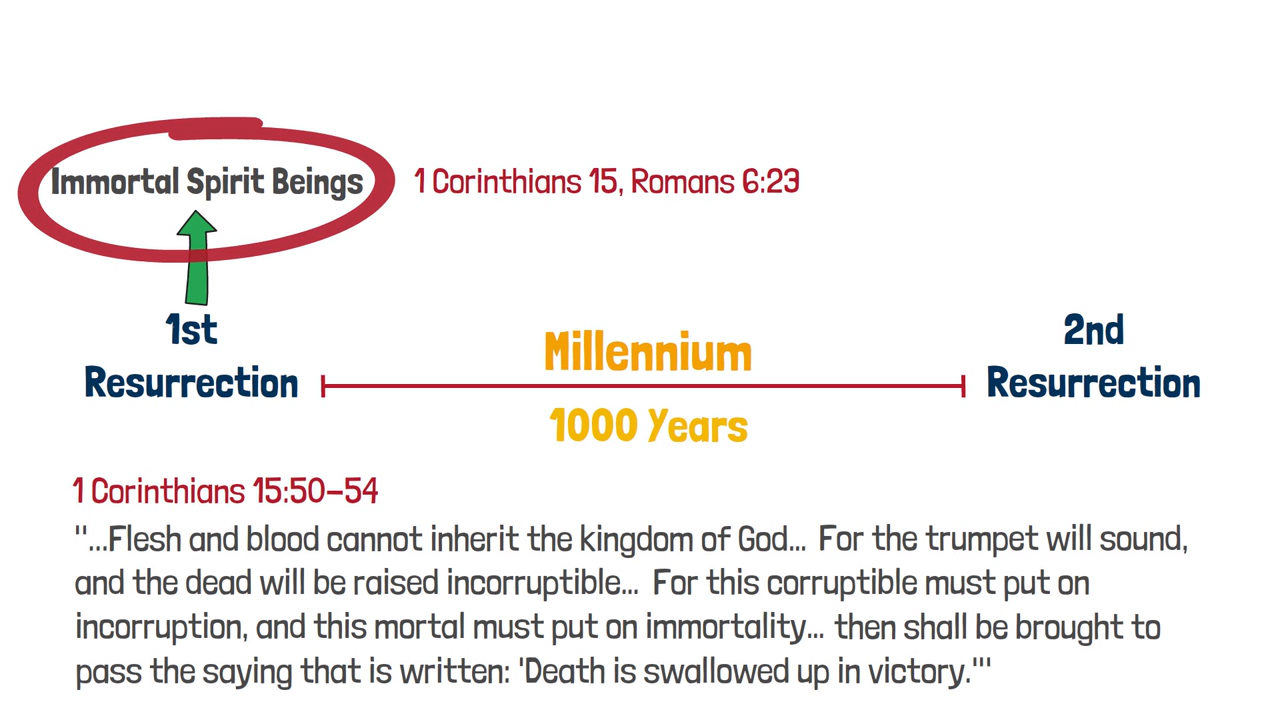 Immortal Spirit Beings
1 Corinthians 15, Romans 6:23
1st
Resurrection
Millennium
1000 Years
2nd
Resurrection
1 Corinthians 15:50–54
"...Flesh and blood cannot inherit the kingdom of God... For the trumpet will sound,
and the dead will be raised incorruptible... For this corruptible must put on
incorruption, and this mortal must put on immortality... then shall be brought to
pass the saying that is written: 'Death is swallowed up in victory.'"